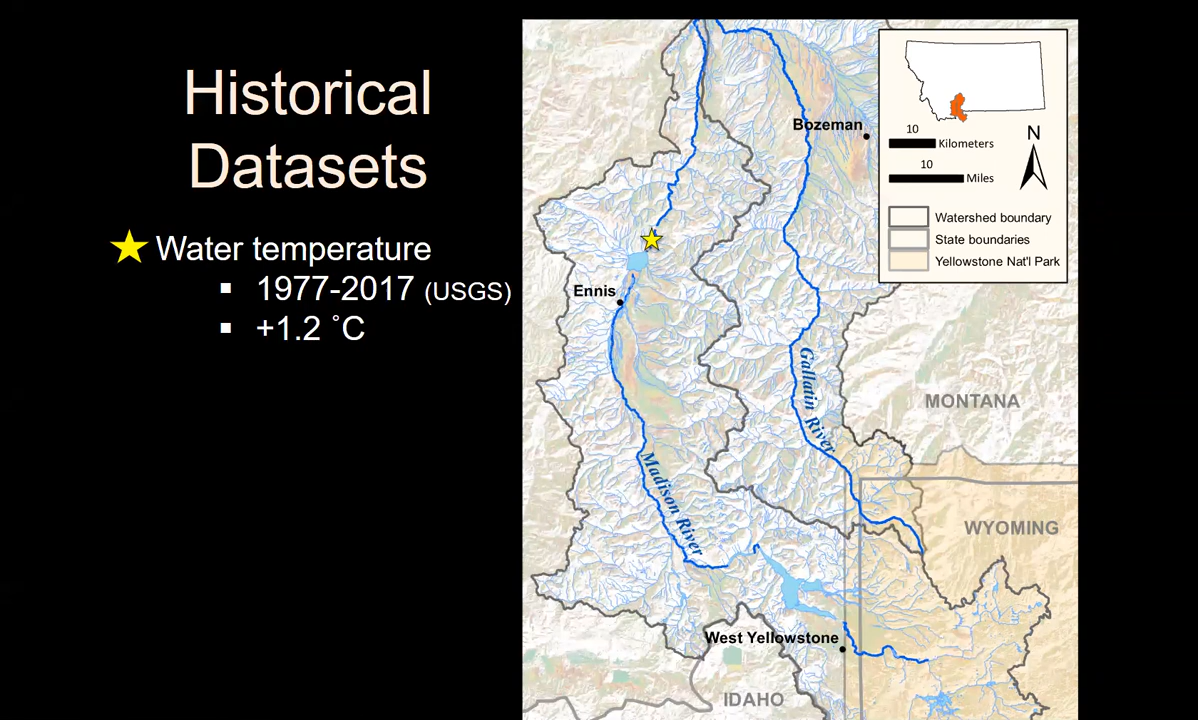 Historical
Datasets
Water temperature
▪ 1977-2017 (USGS)
▪ +1.2 ˚C
Bozeman
Ennis
Gallatin River
Madison River
MONTANA
WYOMING
West Yellowstone
IDAHO
10
Kilometers
10
Miles
N
Watershed boundary
State boundaries
Yellowstone Nat'l Park